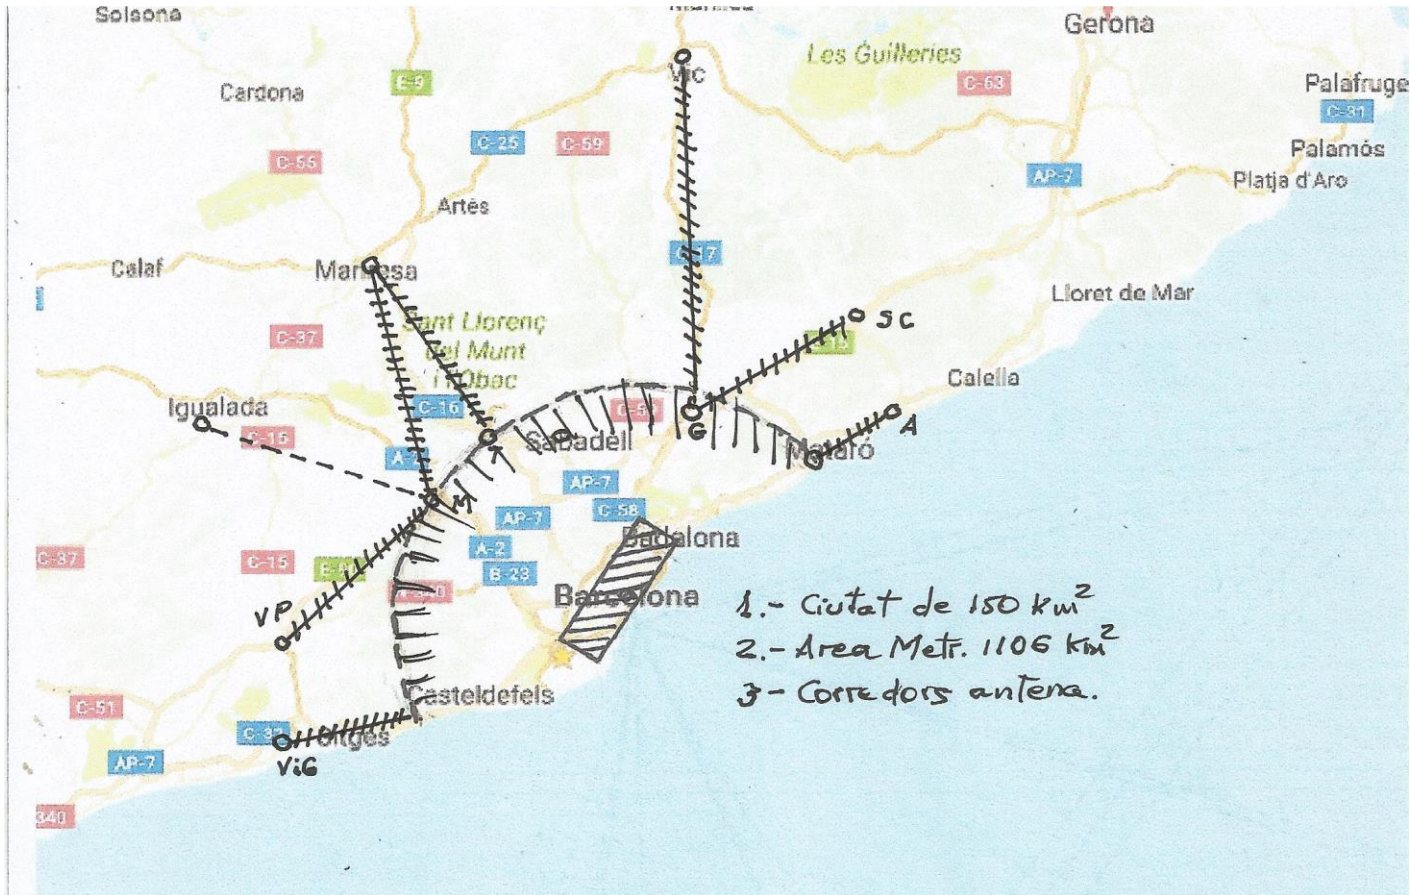 Solsona
Vic
Gerona
Les Guilleries
Cardona
E-9
C-63
Palafruge
C-31
C-25
C-59
Palamós
C-55
AP-7
Platja d'Aro
Artés
C-17
Calaf
Manresa
Lloret de Mar
C-37
Sant Llorenç
del Munt
i l'Obac
SC
Calella
Igualada
C-16
C-15
G
A
T
Sabadell
Mataró
A-2
M
AP-7
C-58
AP-7
Badalona
C-37
C-15
A-2
B-23
Barcelona
VP
1.- Ciutat de 150 Km²
2.- Area Metr. 1106 Km²
3- Corredors antena.
Casteldefels
C-51
Sitges
ViG
AP-7
340